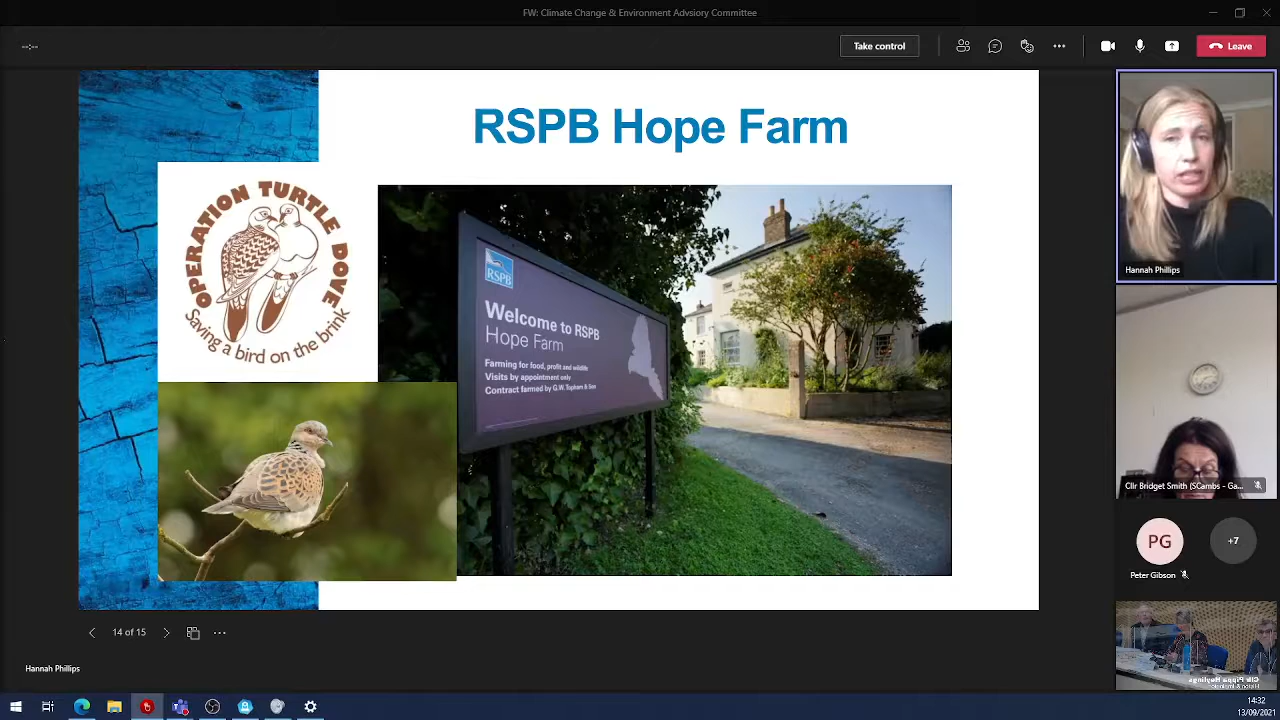 FW: Climate Change & Environment Advsiory Committee
--:--
Take control
Leave
RSPB Hope Farm
OPERATION TURTLE DOVE
Saving a bird on the brink
RSPB
Welcome to RSPB
Hope Farm
Farming for food, profit and wildlife
Visits by appointment only
Contract farmed by G.W. Topham & Son
Hannah Phillips
Cllr Bridget Smith (SCambs - Ga...
PG
+7
Peter Gibson
14 of 15
Hannah Phillips
Cllr Pippa Heylings
14:32
13/09/2021